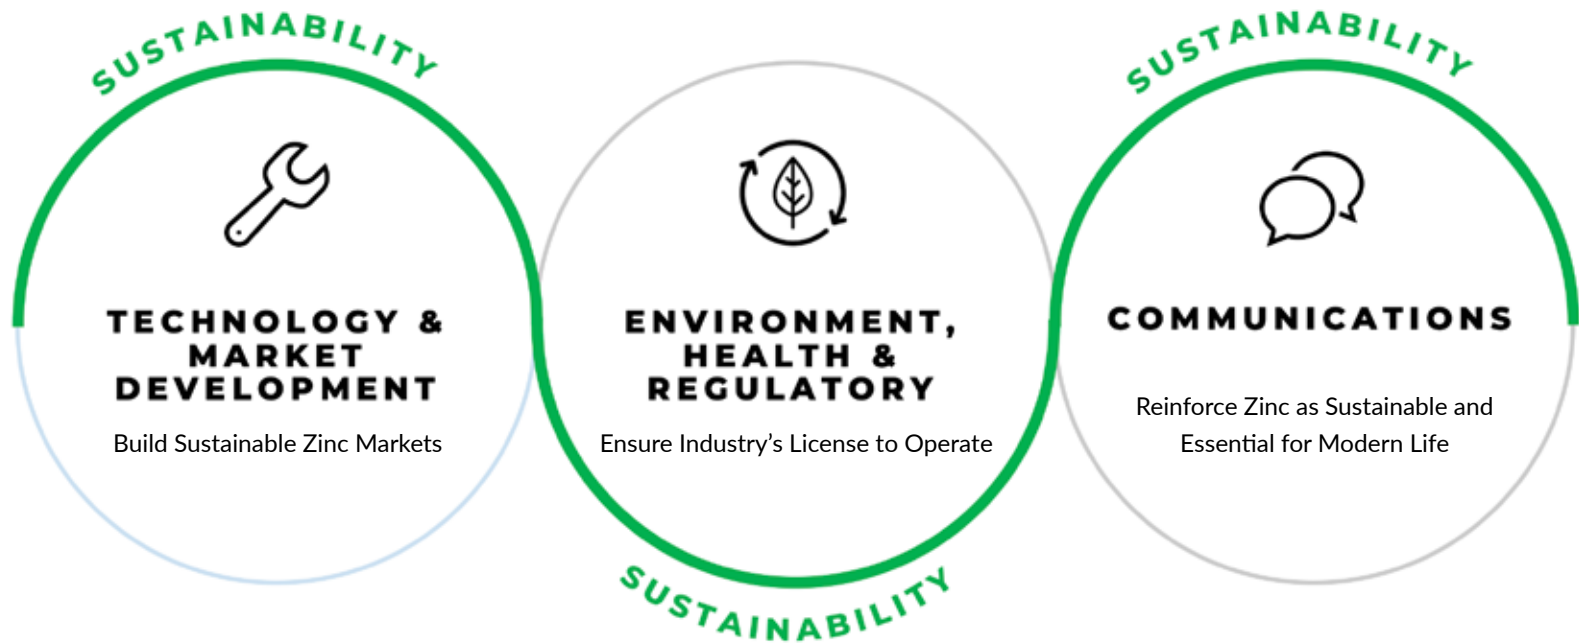 SUSTAINABILITY
TECHNOLOGY &
MARKET
DEVELOPMENT
Build Sustainable Zinc Markets
ENVIRONMENT,
HEALTH &
REGULATORY
Ensure Industry’s License to Operate
SUSTAINABILITY
SUSTAINABILITY
COMMUNICATIONS
Reinforce Zinc as Sustainable and
Essential for Modern Life